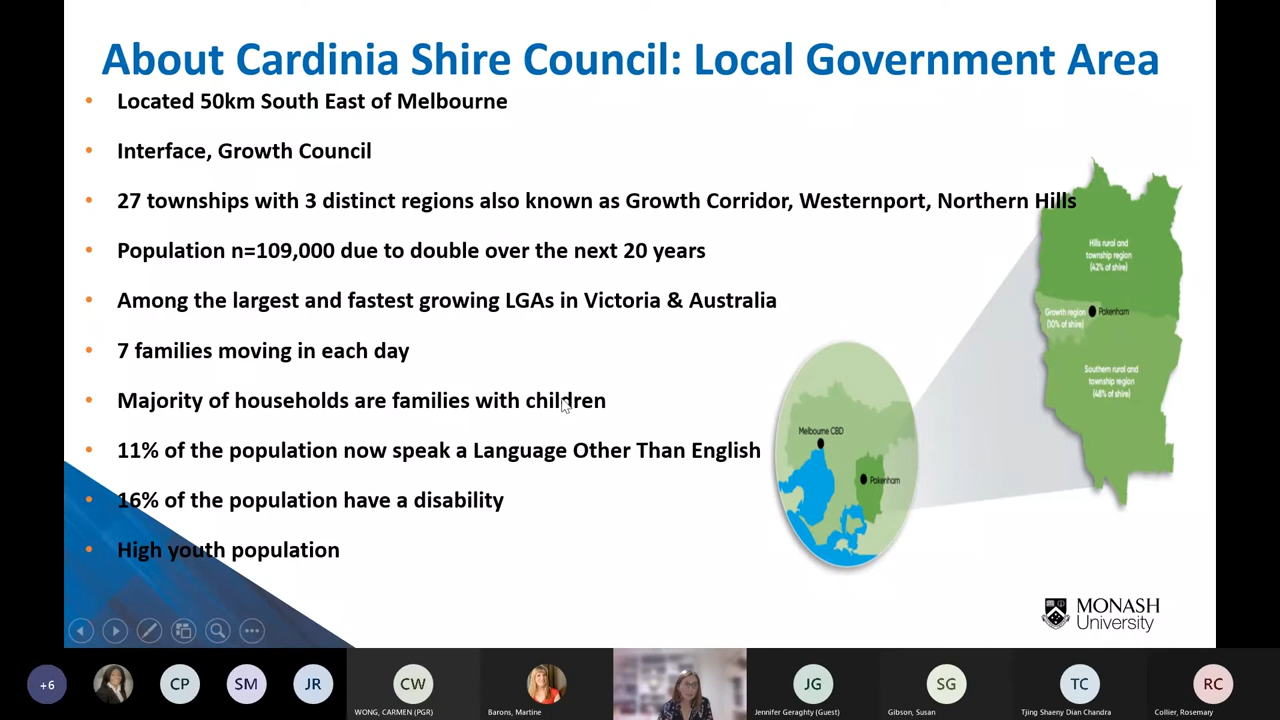 About Cardinia Shire Council: Local Government Area
• Located 50km South East of Melbourne
• Interface, Growth Council
• 27 townships with 3 distinct regions also known as Growth Corridor, Westernport, Northern Hills
• Population n=109,000 due to double over the next 20 years
• Among the largest and fastest growing LGAs in Victoria & Australia
• 7 families moving in each day
• Majority of households are families with children
• 11% of the population now speak a Language Other Than English
• 16% of the population have a disability
• High youth population
Hills rural and
township region
(42% of shire)
Growth region
(10% of shire)
Pakenham
Southern rural and
township region
(48% of shire)
Melbourne CBD
Pakenham
MONASH
University
+6
CP
SM
JR
CW
JG
SG
TC
RC
WONG, CARMEN (PGR)
Barons, Martine
Jennifer Geraghty (Guest)
Gibson, Susan
Tjing Shaeny Dian Chandra
Collier, Rosemary